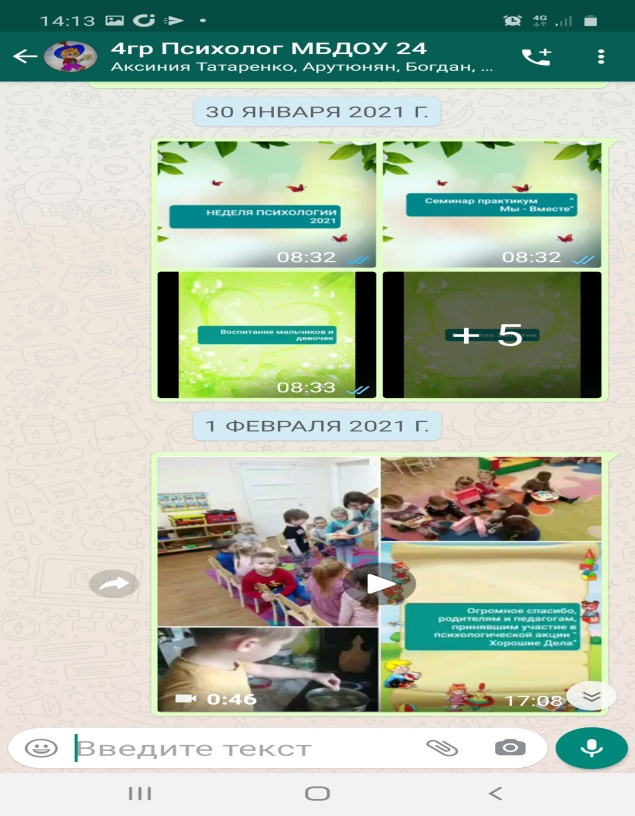 14:13
4G
4гр Психолог МБДОУ 24
Аксиния Татаренко, Арутюнян, Богдан, ...
30 ЯНВАРЯ 2021 Г.
НЕДЕЛЯ ПСИХОЛОГИИ
2021
08:32
Семинар практикум "
Мы - Вместе"
08:32
Воспитание мальчиков и
девочек
08:33
+ 5
1 ФЕВРАЛЯ 2021 Г.
Огромное спасибо,
родителям и педагогам,
принявшим участие в
психологической акции "
Хорошие Дела"
0:46
17:08
Введите текст